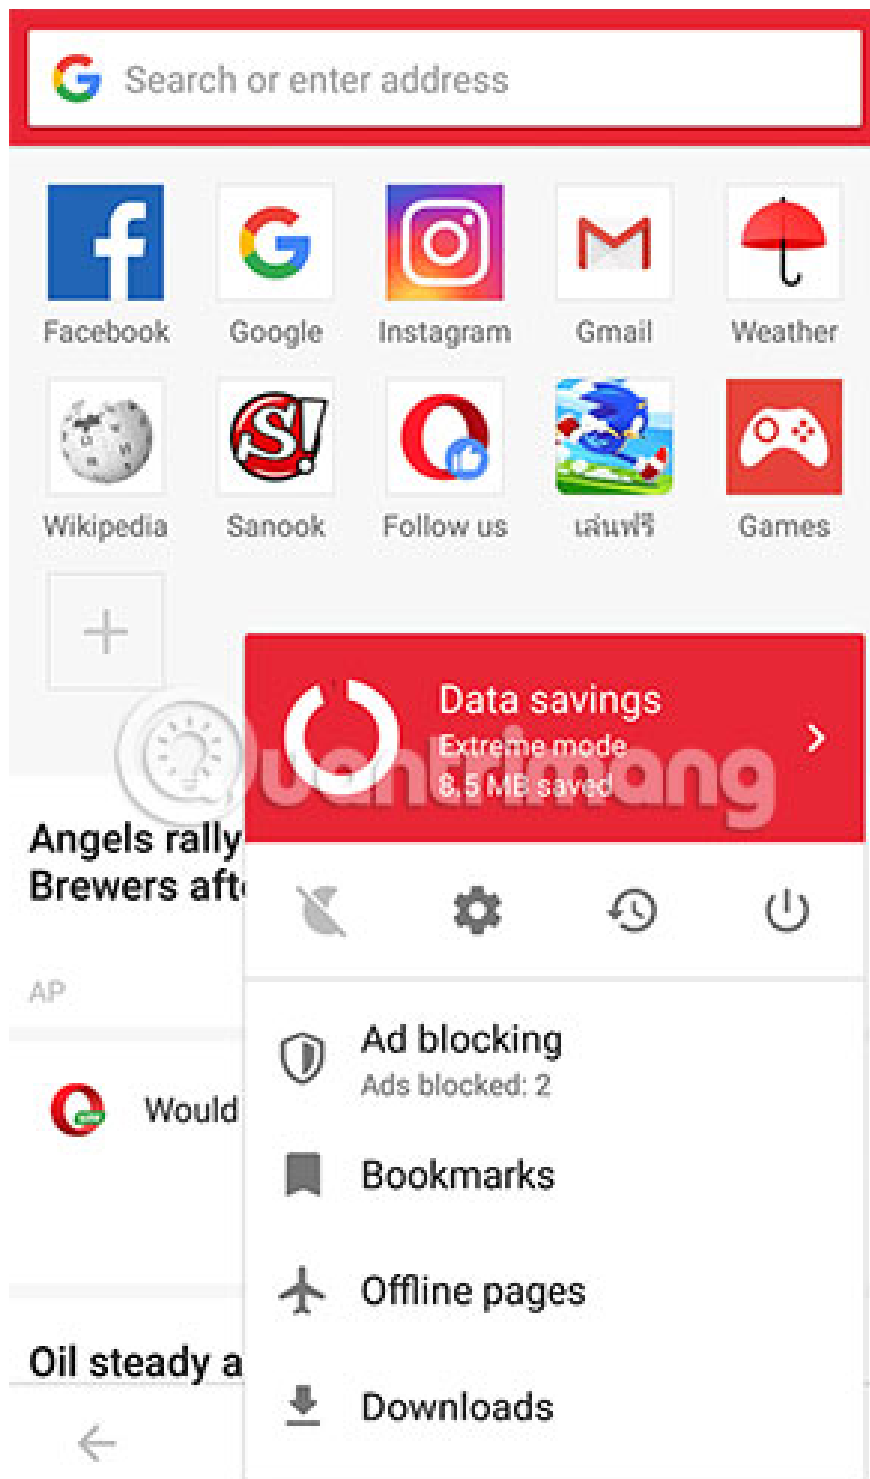 Search or enter address
Facebook
Google
Instagram
Gmail
Weather
Wikipedia
Sanook
Follow us
เล่นฟรี
Games
Data savings
Extreme mode
8.5 MB saved
Quantrimang
Angels rally
Brewers aft
AP
Ad blocking
Ads blocked: 2
Would
Bookmarks
Offline pages
Oil steady a
Downloads